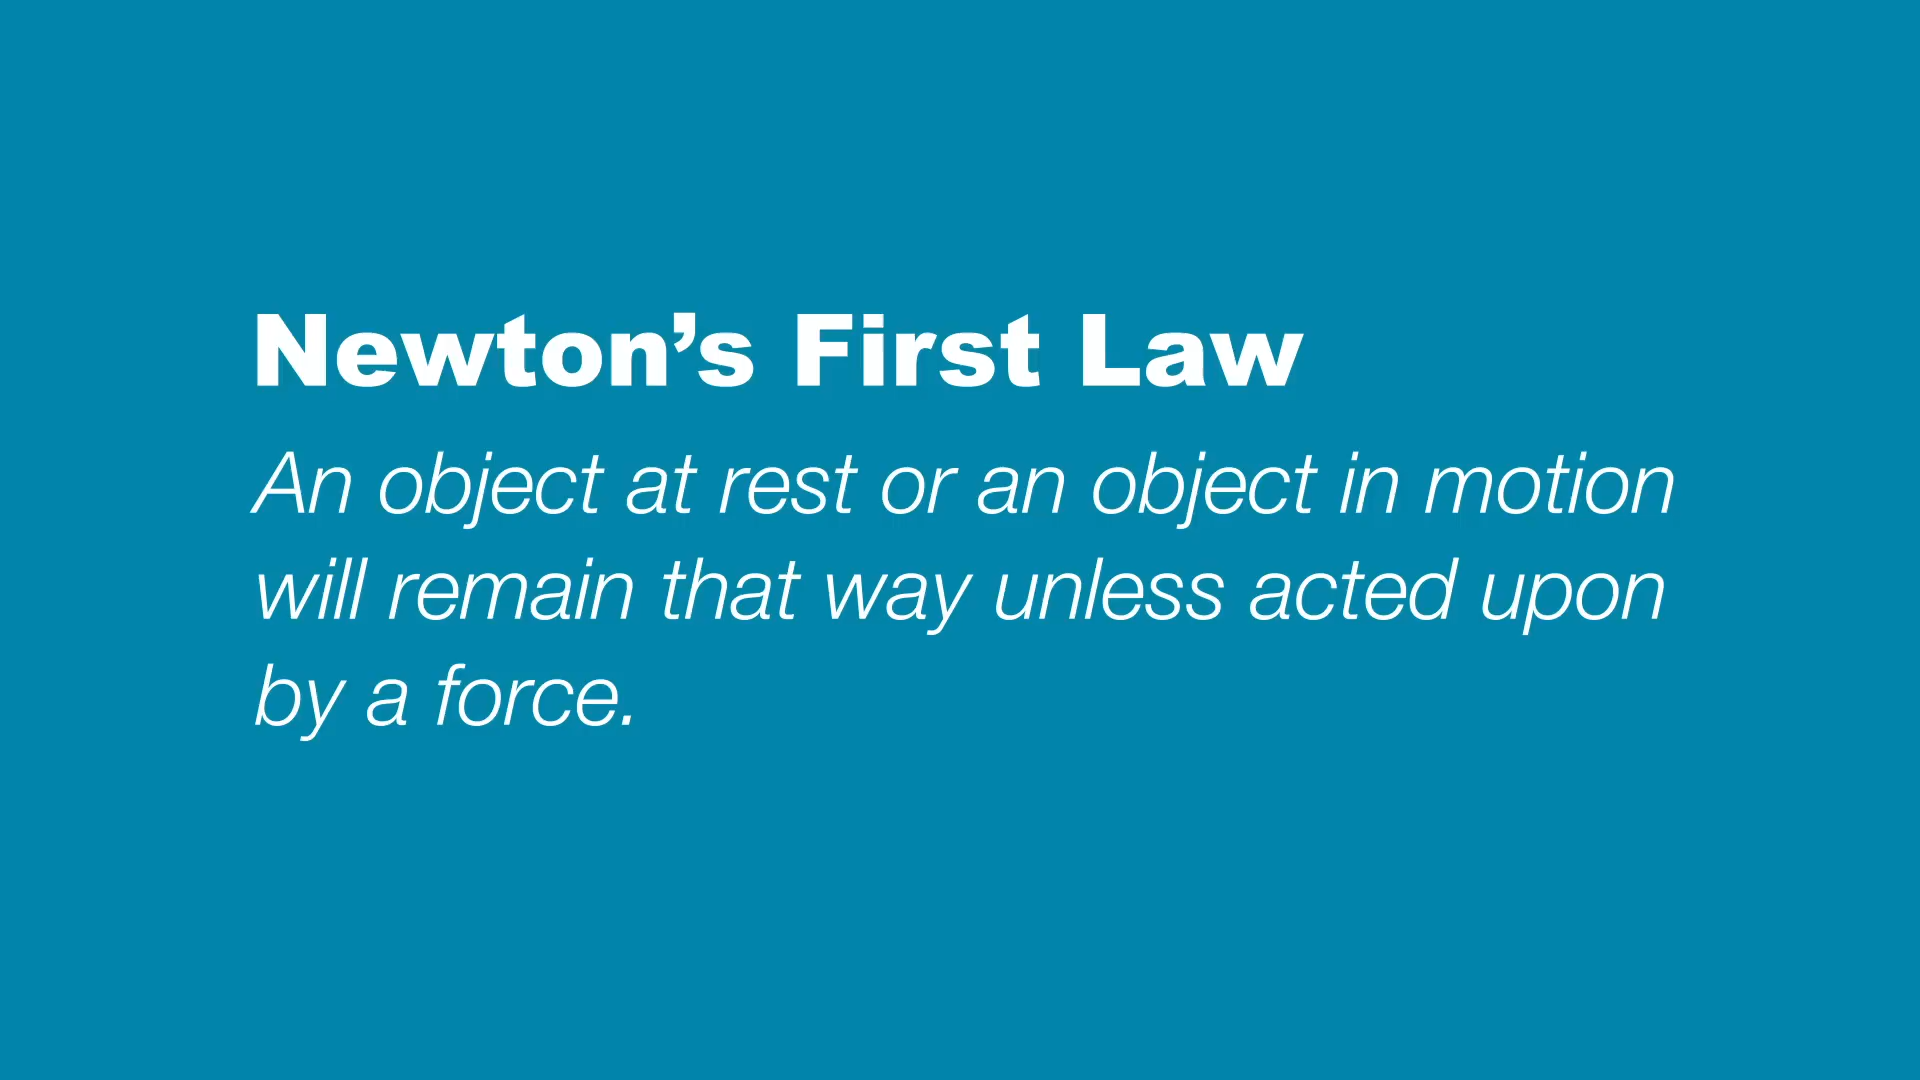 Newton’s First Law
An object at rest or an object in motion
will remain that way unless acted upon
by a force.